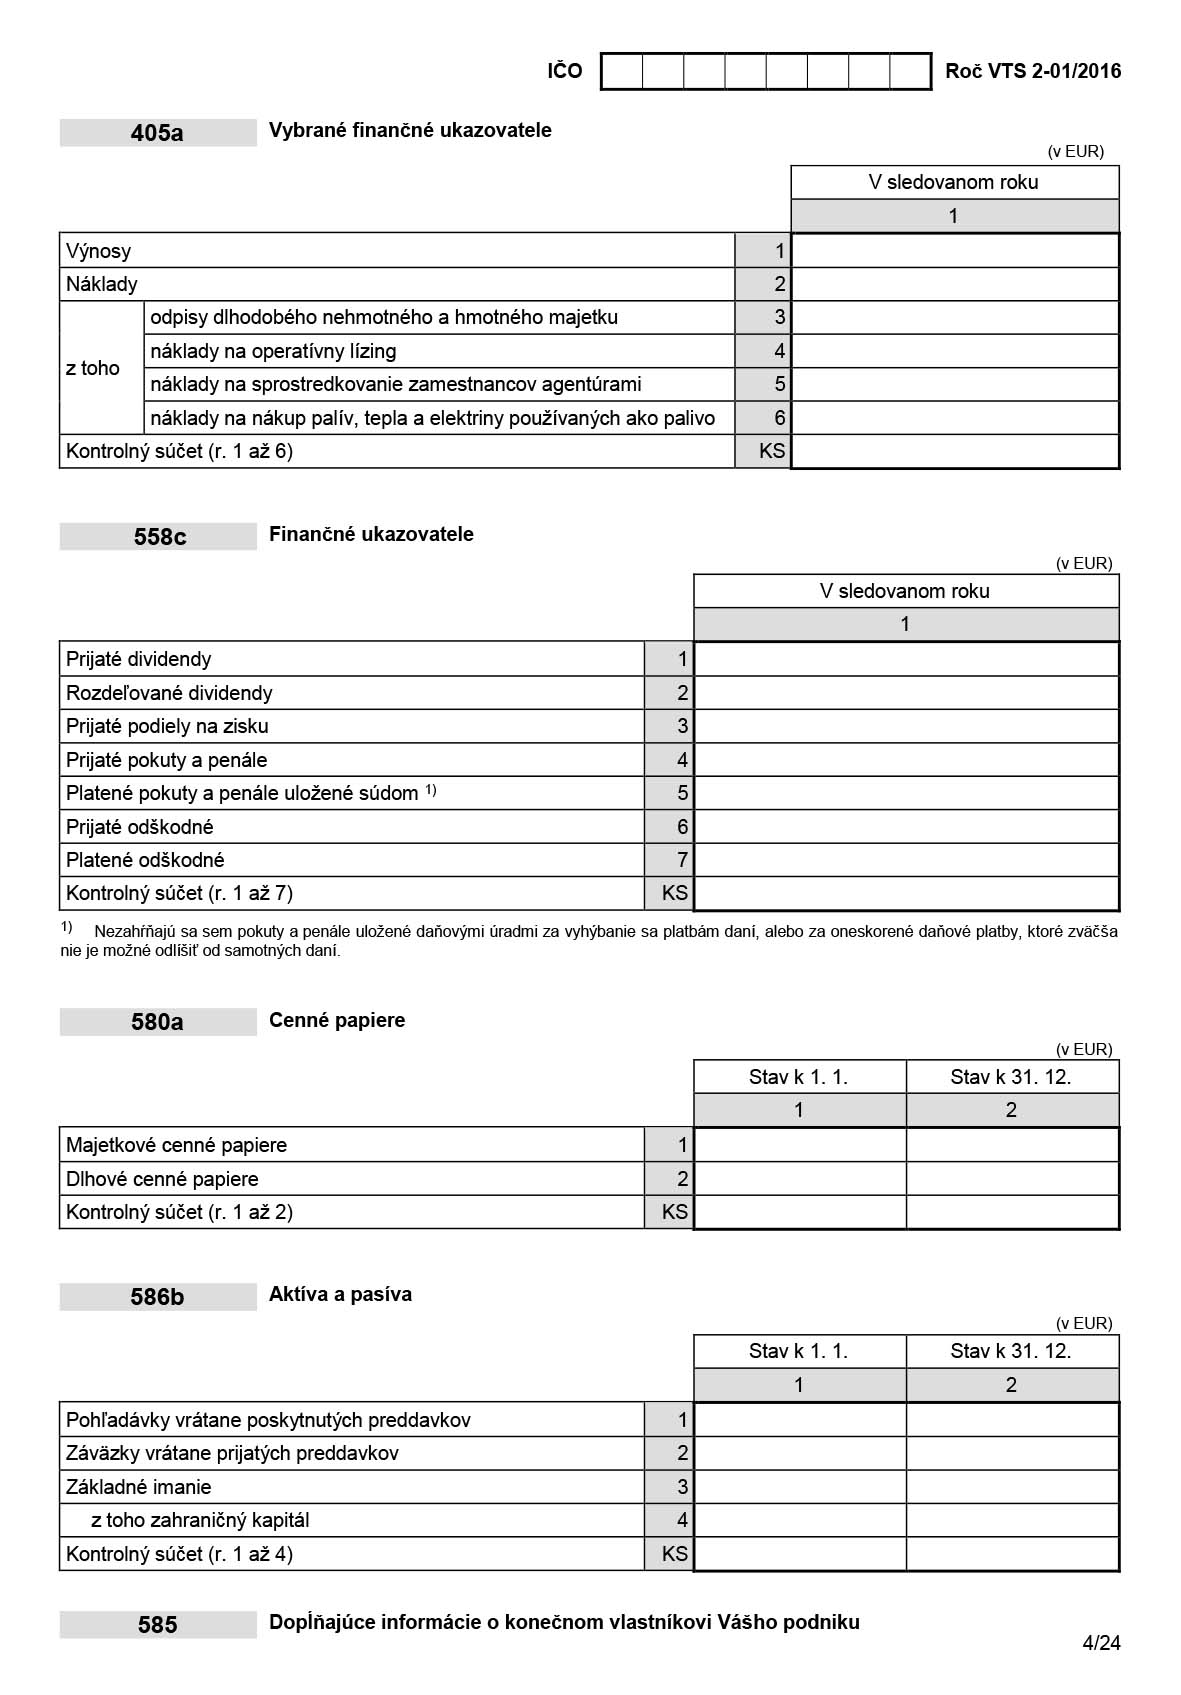 IČO Roč VTS 2-01/2016
405a Vybrané finančné ukazovatele
(v EUR)
V sledovanom roku
1
Výnosy 1
Náklady 2
z toho
odpisy dlhodobého nehmotného a hmotného majetku 3
náklady na operatívny lízing 4
náklady na sprostredkovanie zamestnancov agentúrami 5
náklady na nákup palív, tepla a elektriny používaných ako palivo 6
Kontrolný súčet (r. 1 až 6) KS
558c Finančné ukazovatele
(v EUR)
V sledovanom roku
1
Prijaté dividendy 1
Rozdeľované dividendy 2
Prijaté podiely na zisku 3
Prijaté pokuty a penále 4
Platené pokuty a penále uložené súdom 1) 5
Prijaté odškodné 6
Platené odškodné 7
Kontrolný súčet (r. 1 až 7) KS
1) Nezahŕňajú sa sem pokuty a penále uložené daňovými úradmi za vyhýbanie sa platbám daní, alebo za oneskorené daňové platby, ktoré zväčša
nie je možné odlíšiť od samotných daní.
580a Cenné papiere
(v EUR)
Stav k 1. 1. Stav k 31. 12.
1 2
Majetkové cenné papiere 1
Dlhové cenné papiere 2
Kontrolný súčet (r. 1 až 2) KS
586b Aktíva a pasíva
(v EUR)
Stav k 1. 1. Stav k 31. 12.
1 2
Pohľadávky vrátane poskytnutých preddavkov 1
Záväzky vrátane prijatých preddavkov 2
Základné imanie 3
z toho zahraničný kapitál 4
Kontrolný súčet (r. 1 až 4) KS
585 Dopĺňajúce informácie o konečnom vlastníkovi Vášho podniku
4/24